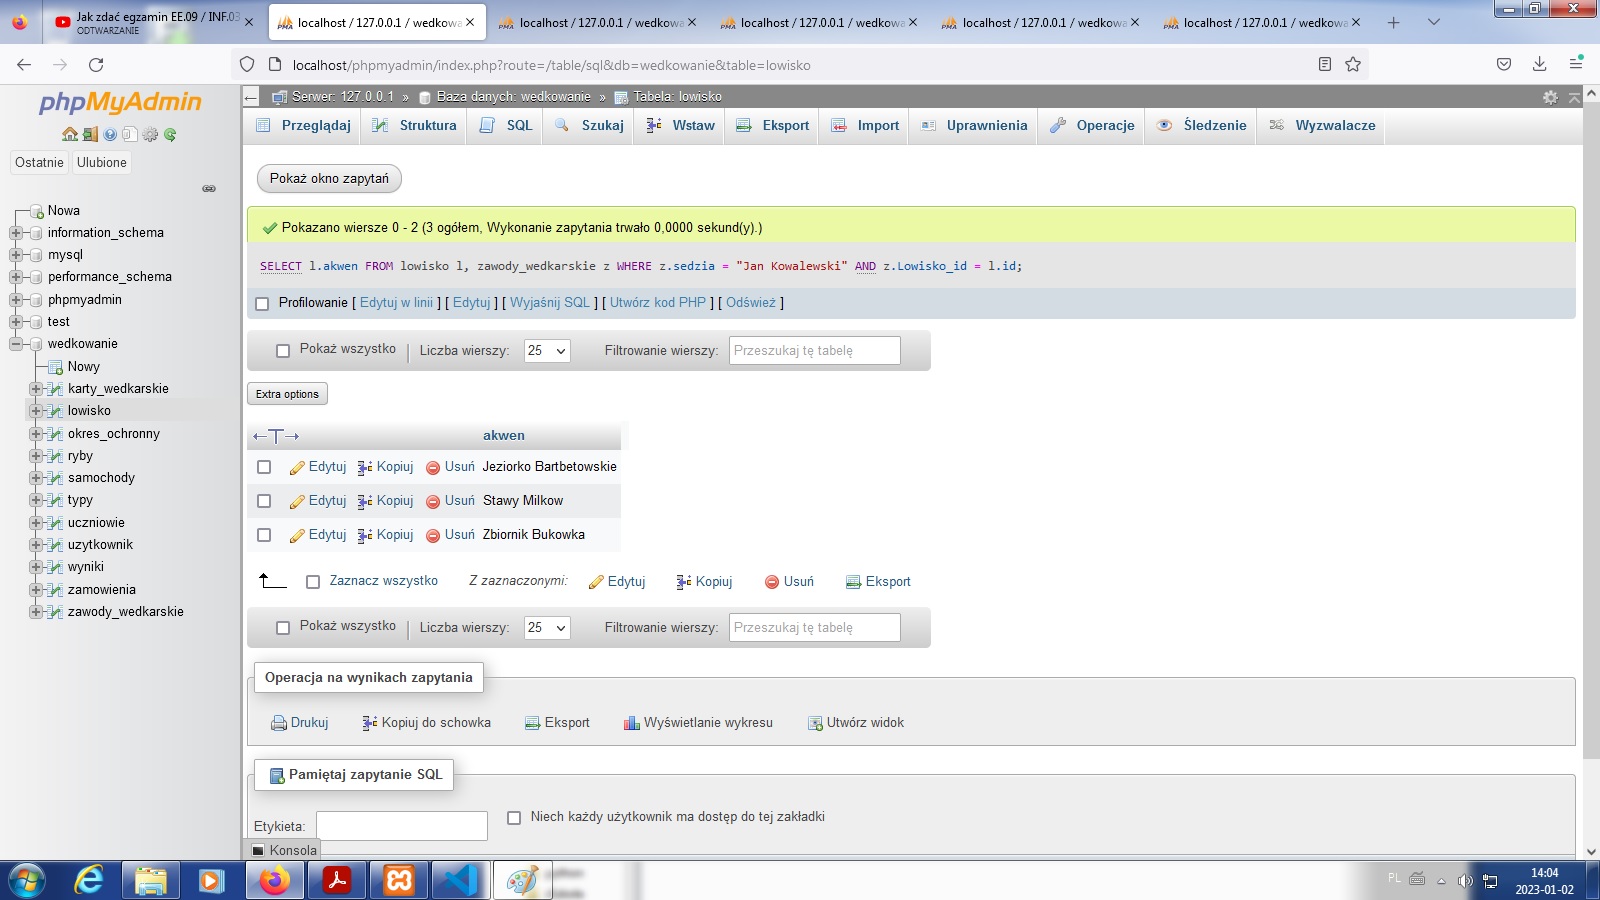 Jak zdać egzamin EE.09 / INF.03
ODTWARZANIE
localhost / 127.0.0.1 / wedkowa
localhost / 127.0.0.1 / wedkowa
localhost / 127.0.0.1 / wedkowa
localhost / 127.0.0.1 / wedkowa
localhost / 127.0.0.1 / wedkowa
localhost/phpmyadmin/index.php?route=/table/sql&db=wedkowanie&table=lowisko
phpMyAdmin
Ostatnie Ulubione
Nowa
information_schema
mysql
performance_schema
phpmyadmin
test
wedkowanie
Nowy
karty_wedkarskie
lowisko
okres_ochronny
ryby
samochody
typy
uczniowie
uzytkownik
wyniki
zamowienia
zawody_wedkarskie
Serwer: 127.0.0.1 » Baza danych: wedkowanie » Tabela: lowisko
Przeglądaj Struktura SQL Szukaj Wstaw Eksport Import Uprawnienia Operacje Śledzenie Wyzwalacze
Pokaż okno zapytań
Pokazano wiersze 0 - 2 (3 ogółem, Wykonanie zapytania trwało 0,0000 sekund(y).)
SELECT l.akwen FROM lowisko l, zawody_wedkarskie z WHERE z.sedzia = "Jan Kowalewski" AND z.Lowisko_id = l.id;
Profilowanie [ Edytuj w linii ] [ Edytuj ] [ Wyjaśnij SQL ] [ Utwórz kod PHP ] [ Odśwież ]
Pokaż wszystko | Liczba wierszy: 25 Filtrowanie wierszy: Przeszukaj tę tabelę
Extra options
←T→ akwen
Edytuj Kopiuj Usuń Jeziorko Bartbetowskie
Edytuj Kopiuj Usuń Stawy Milkow
Edytuj Kopiuj Usuń Zbiornik Bukowka
Zaznacz wszystko Z zaznaczonymi: Edytuj Kopiuj Usuń Eksport
Pokaż wszystko | Liczba wierszy: 25 Filtrowanie wierszy: Przeszukaj tę tabelę
Operacja na wynikach zapytania
Drukuj Kopiuj do schowka Eksport Wyświetlanie wykresu Utwórz widok
Pamiętaj zapytanie SQL
Etykieta: Niech każdy użytkownik ma dostęp do tej zakładki
Konsola
PL
14:04
2023-01-02